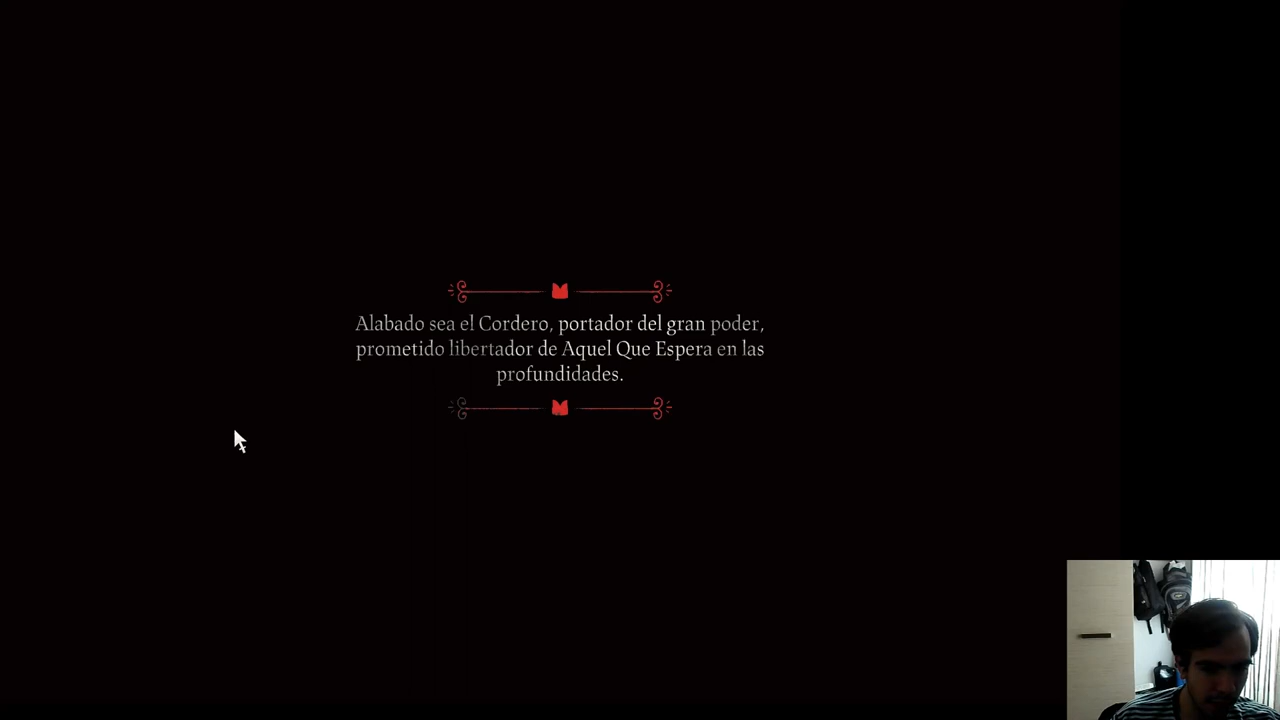 Alabado sea el Cordero, portador del gran poder,
prometido libertador de Aquel Que Espera en las
profundidades.